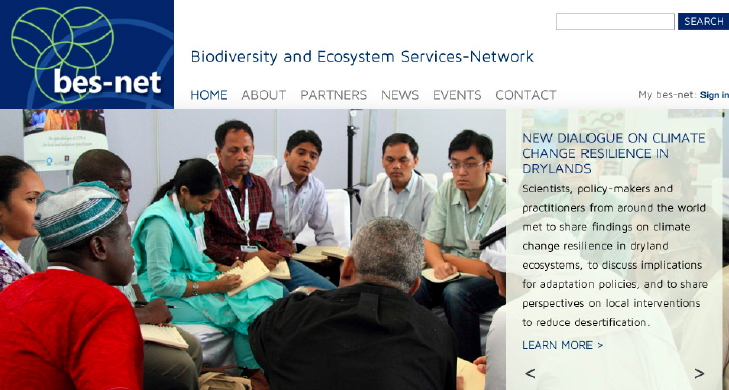 SEARCH
bes-net
Biodiversity and Ecosystem Services-Network
HOME ABOUT PARTNERS NEWS EVENTS CONTACT
My bes-net: Sign in
NEW DIALOGUE ON CLIMATE
CHANGE RESILIENCE IN
DRYLANDS
Scientists, policy-makers and
practitioners from around the world
met to share findings on climate
change resilience in dryland
ecosystems, to discuss implications
for adaptation policies, and to share
perspectives on local interventions
to reduce desertification.
LEARN MORE >
< >